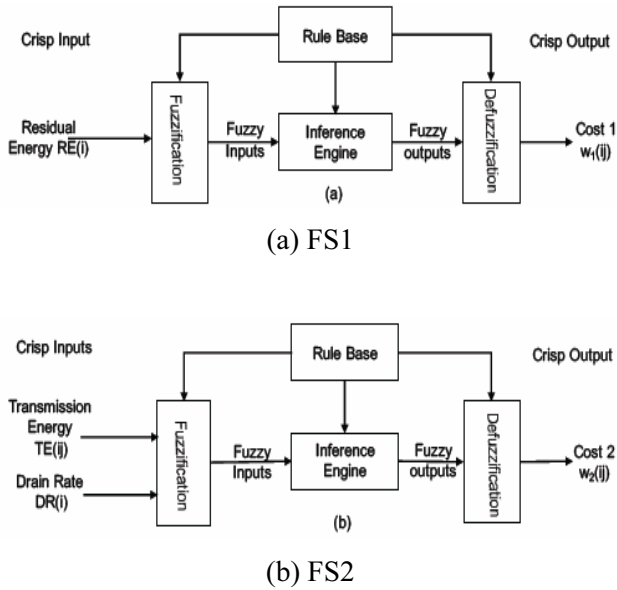 Crisp Input
Rule Base
Crisp Output
Fuzzification
Defuzzification
Residual
Energy RE(i)
Fuzzy
Inputs
Inference
Engine
Fuzzy
outputs
Cost 1
w₁(ij)
(a)
(a) FS1
Crisp Inputs
Rule Base
Crisp Output
Transmission
Energy
TE(ij)
Drain Rate
DR(i)
Fuzzification
Fuzzy
Inputs
Inference
Engine
Fuzzy
outputs
Defuzzification
Cost 2
w₂(ij)
(b)
(b) FS2